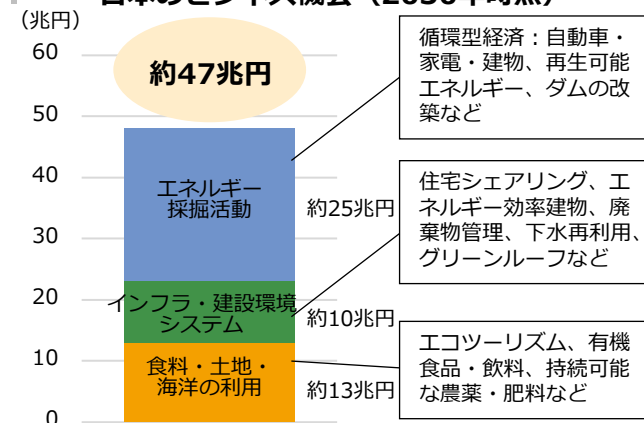 日本のビジネス機会（2030年時点）
（兆円）
60
50
40
30
20
10
0
約47兆円
エネルギー
採掘活動
約25兆円
インフラ・建設環境
システム
約10兆円
食料・土地・
海洋の利用
約13兆円
循環型経済：自動車・
家電・建物、再生可能
エネルギー、ダムの改
築など
住宅シェアリング、エ
ネルギー効率建物、廃
棄物管理、下水再利用、
グリーンルーフなど
エコツーリズム、有機
食品・飲料、持続可能
な農薬・肥料など